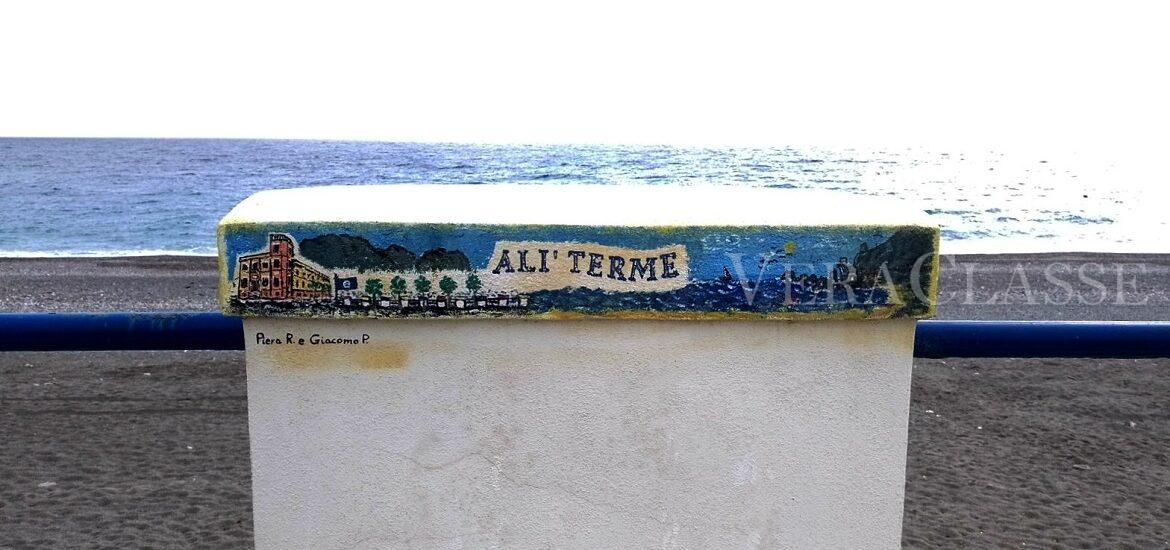 ALI' TERME
VERACLASSE
Piera R. e Giacomo P.